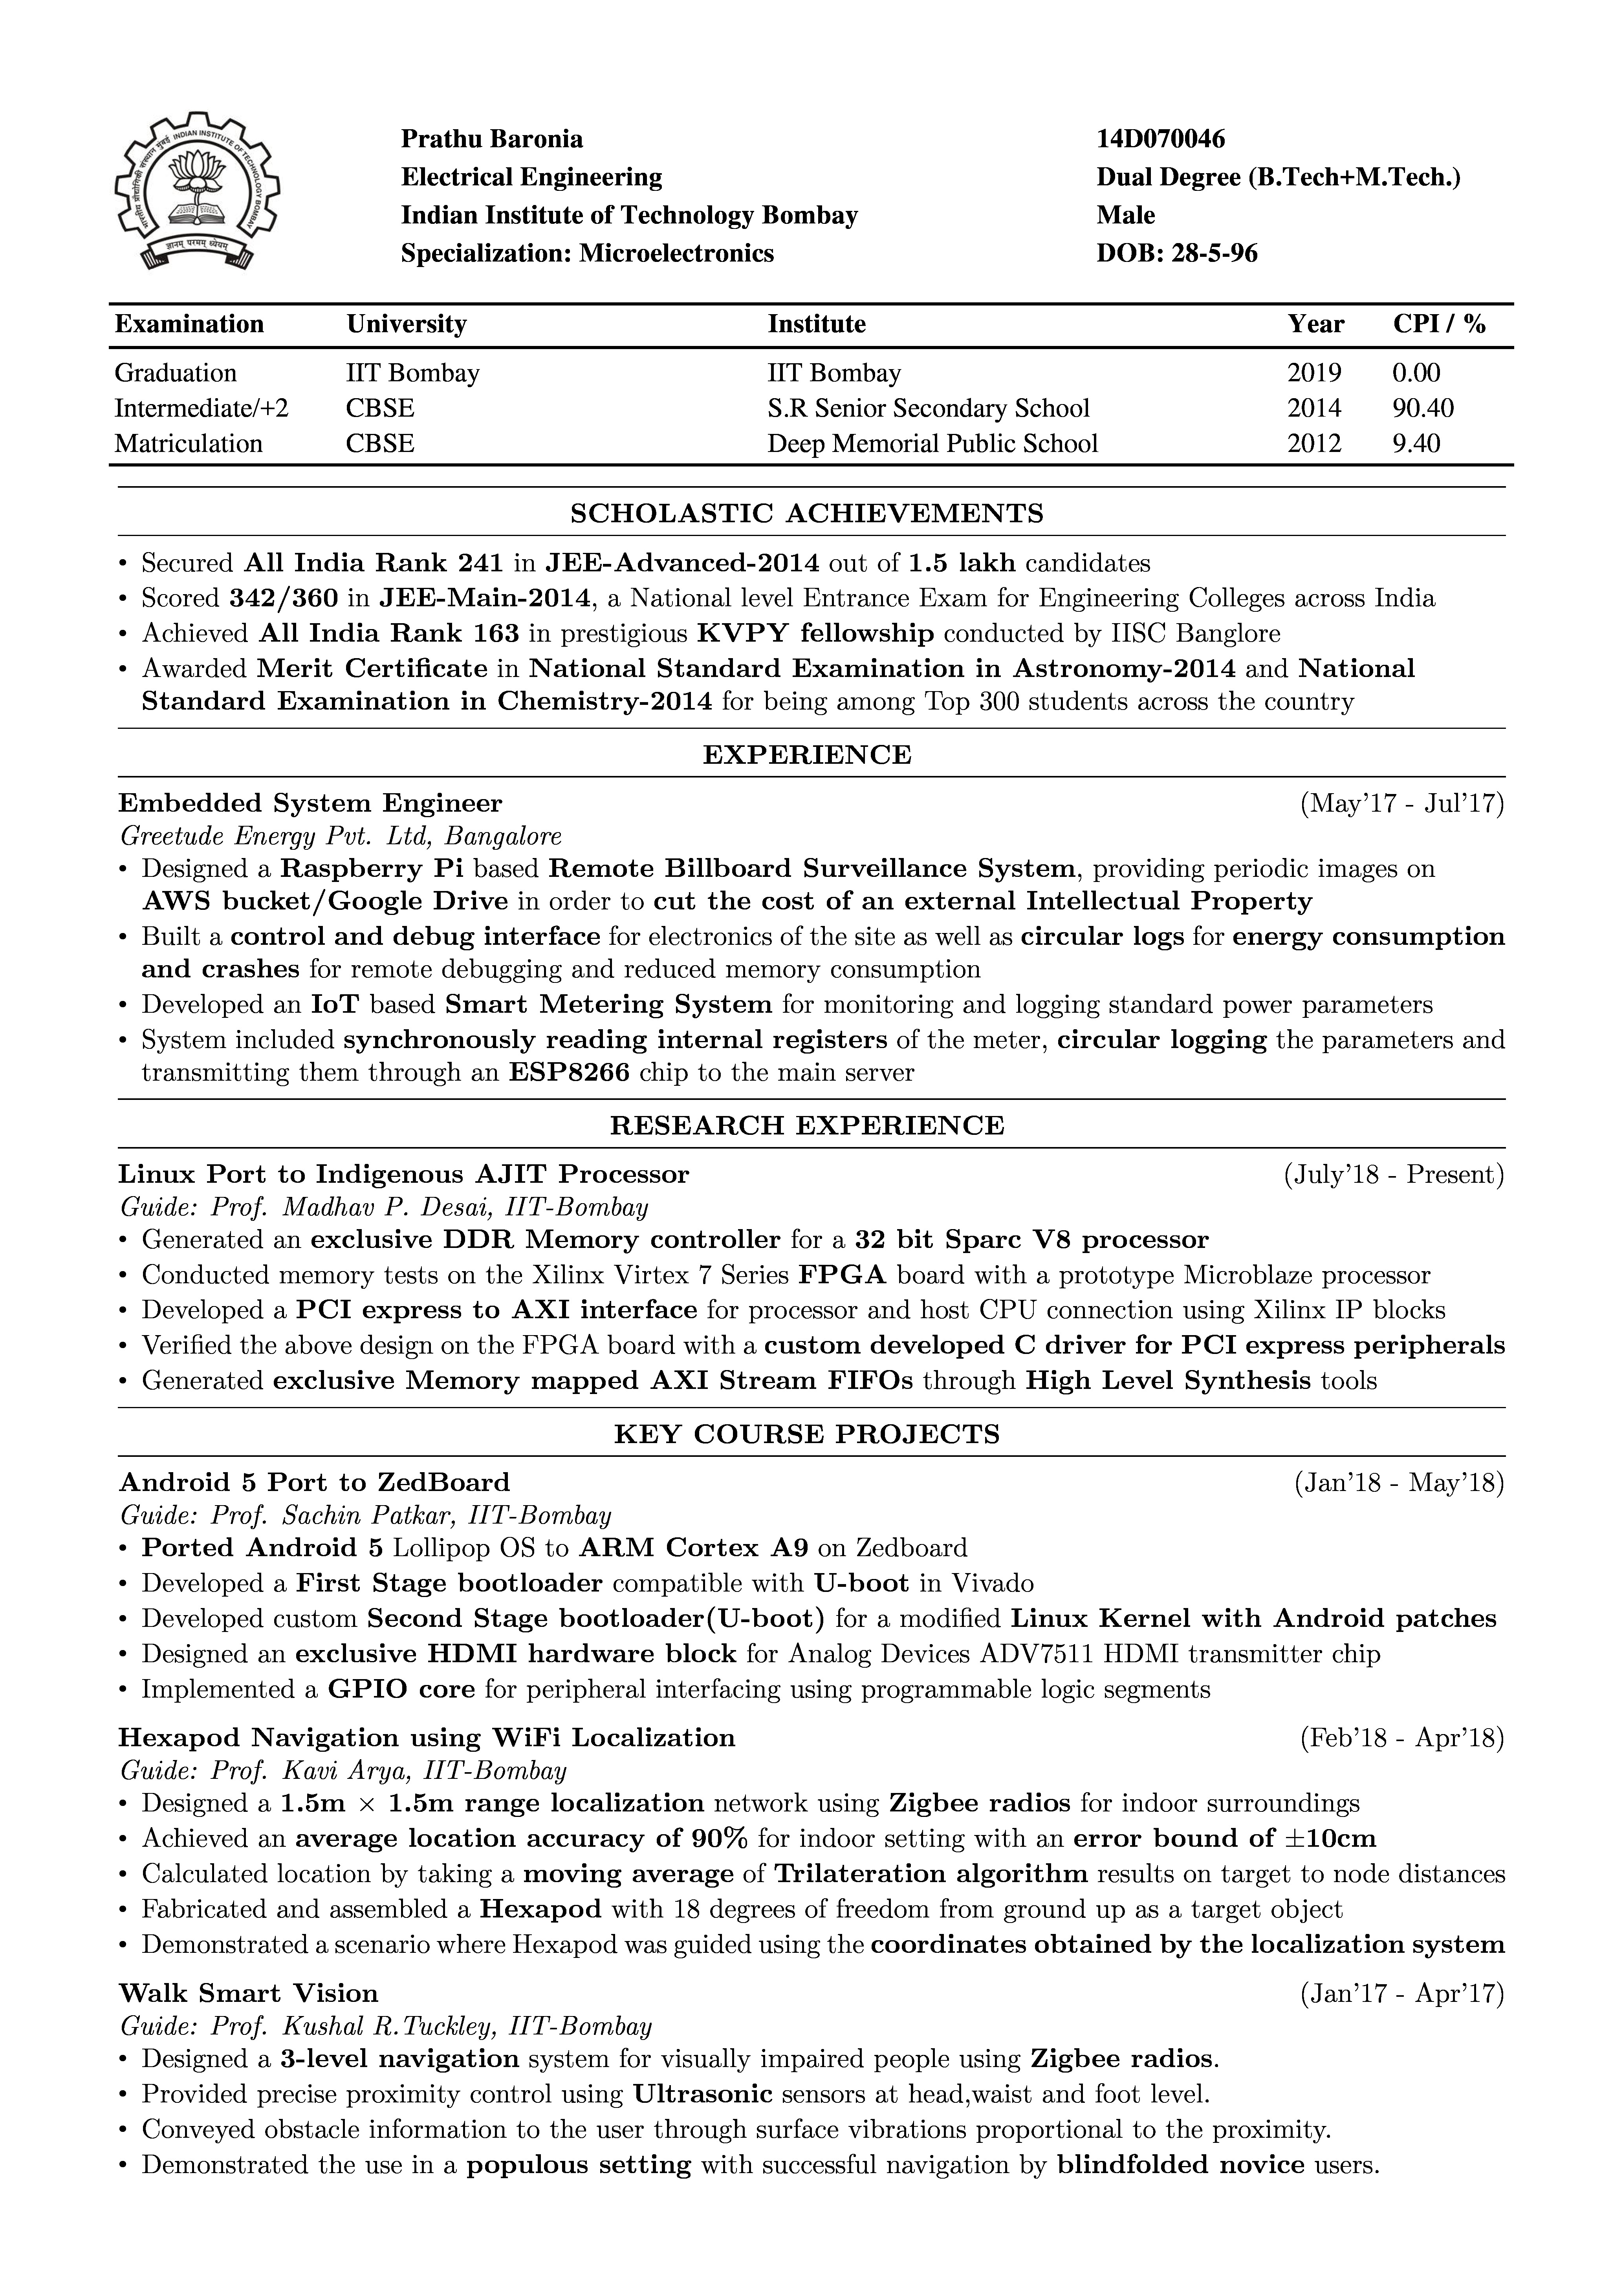 भारतीय प्रौद्योगिकी संस्थान मुंबई INDIAN INSTITUTE OF TECHNOLOGY BOMBAY
ज्ञानम् परमम् ध्येयम्
Prathu Baronia 14D070046
Electrical Engineering Dual Degree (B.Tech+M.Tech.)
Indian Institute of Technology Bombay Male
Specialization: Microelectronics DOB: 28-5-96
Examination University Institute Year CPI / %
Graduation IIT Bombay IIT Bombay 2019 0.00
Intermediate/+2 CBSE S.R Senior Secondary School 2014 90.40
Matriculation CBSE Deep Memorial Public School 2012 9.40
SCHOLASTIC ACHIEVEMENTS
• Secured All India Rank 241 in JEE-Advanced-2014 out of 1.5 lakh candidates
• Scored 342/360 in JEE-Main-2014, a National level Entrance Exam for Engineering Colleges across India
• Achieved All India Rank 163 in prestigious KVPY fellowship conducted by IISC Banglore
• Awarded Merit Certificate in National Standard Examination in Astronomy-2014 and National
Standard Examination in Chemistry-2014 for being among Top 300 students across the country
EXPERIENCE
Embedded System Engineer (May'17 - Jul'17)
Greetude Energy Pvt. Ltd, Bangalore
• Designed a Raspberry Pi based Remote Billboard Surveillance System, providing periodic images on
AWS bucket/Google Drive in order to cut the cost of an external Intellectual Property
• Built a control and debug interface for electronics of the site as well as circular logs for energy consumption
and crashes for remote debugging and reduced memory consumption
• Developed an IoT based Smart Metering System for monitoring and logging standard power parameters
• System included synchronously reading internal registers of the meter, circular logging the parameters and
transmitting them through an ESP8266 chip to the main server
RESEARCH EXPERIENCE
Linux Port to Indigenous AJIT Processor (July'18 - Present)
Guide: Prof. Madhav P. Desai, IIT-Bombay
• Generated an exclusive DDR Memory controller for a 32 bit Sparc V8 processor
• Conducted memory tests on the Xilinx Virtex 7 Series FPGA board with a prototype Microblaze processor
• Developed a PCI express to AXI interface for processor and host CPU connection using Xilinx IP blocks
• Verified the above design on the FPGA board with a custom developed C driver for PCI express peripherals
• Generated exclusive Memory mapped AXI Stream FIFOs through High Level Synthesis tools
KEY COURSE PROJECTS
Android 5 Port to ZedBoard (Jan'18 - May'18)
Guide: Prof. Sachin Patkar, IIT-Bombay
• Ported Android 5 Lollipop OS to ARM Cortex A9 on Zedboard
• Developed a First Stage bootloader compatible with U-boot in Vivado
• Developed custom Second Stage bootloader(U-boot) for a modified Linux Kernel with Android patches
• Designed an exclusive HDMI hardware block for Analog Devices ADV7511 HDMI transmitter chip
• Implemented a GPIO core for peripheral interfacing using programmable logic segments
Hexapod Navigation using WiFi Localization (Feb'18 - Apr'18)
Guide: Prof. Kavi Arya, IIT-Bombay
• Designed a 1.5m × 1.5m range localization network using Zigbee radios for indoor surroundings
• Achieved an average location accuracy of 90% for indoor setting with an error bound of ±10cm
• Calculated location by taking a moving average of Trilateration algorithm results on target to node distances
• Fabricated and assembled a Hexapod with 18 degrees of freedom from ground up as a target object
• Demonstrated a scenario where Hexapod was guided using the coordinates obtained by the localization system
Walk Smart Vision (Jan'17 - Apr'17)
Guide: Prof. Kushal R.Tuckley, IIT-Bombay
• Designed a 3-level navigation system for visually impaired people using Zigbee radios.
• Provided precise proximity control using Ultrasonic sensors at head,waist and foot level.
• Conveyed obstacle information to the user through surface vibrations proportional to the proximity.
• Demonstrated the use in a populous setting with successful navigation by blindfolded novice users.